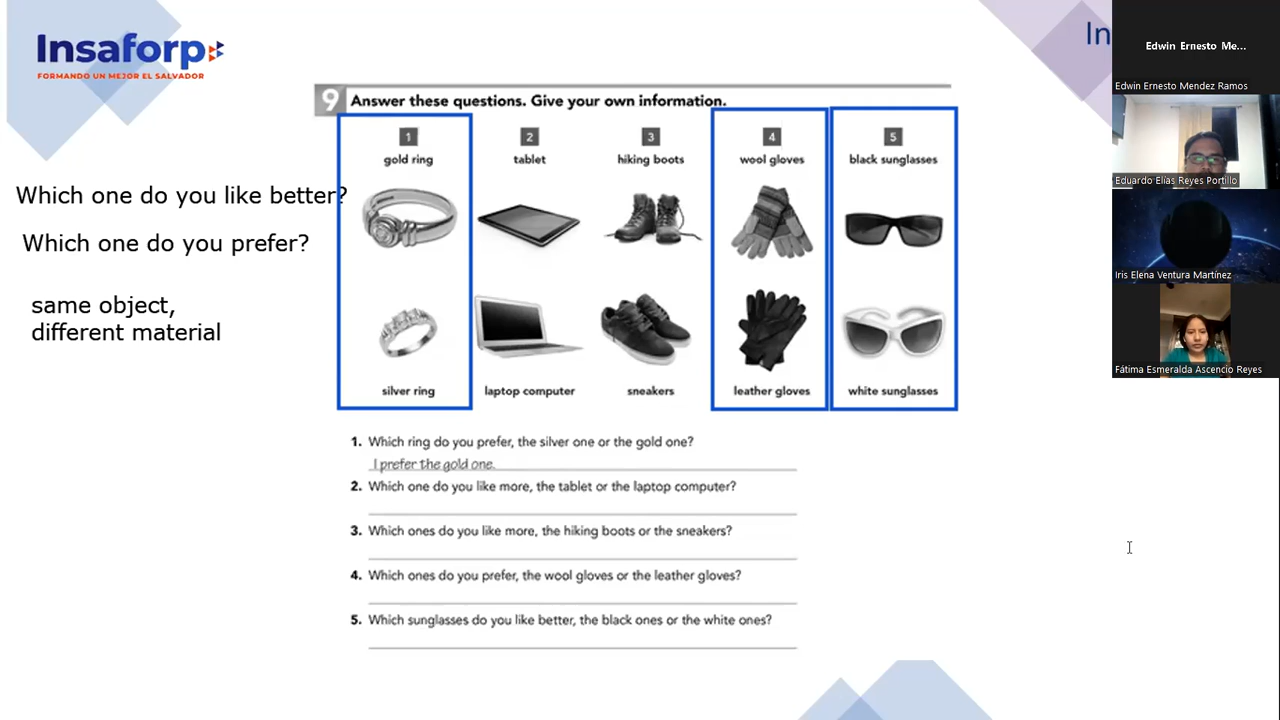 Insaforp
FORMANDO UN MEJOR EL SALVADOR
In
9 Answer these questions. Give your own information.
1 2 3 4 5
gold ring tablet hiking boots wool gloves black sunglasses
silver ring laptop computer sneakers leather gloves white sunglasses
Which one do you like better?
Which one do you prefer?
same object,
different material
1. Which ring do you prefer, the silver one or the gold one?
I prefer the gold one.
2. Which one do you like more, the tablet or the laptop computer?
3. Which ones do you like more, the hiking boots or the sneakers?
4. Which ones do you prefer, the wool gloves or the leather gloves?
5. Which sunglasses do you like better, the black ones or the white ones?
Edwin Ernesto Me...
Edwin Ernesto Mendez Ramos
Eduardo Elías Reyes Portillo
Iris Elena Ventura Martínez
Fátima Esmeralda Ascencio Reyes